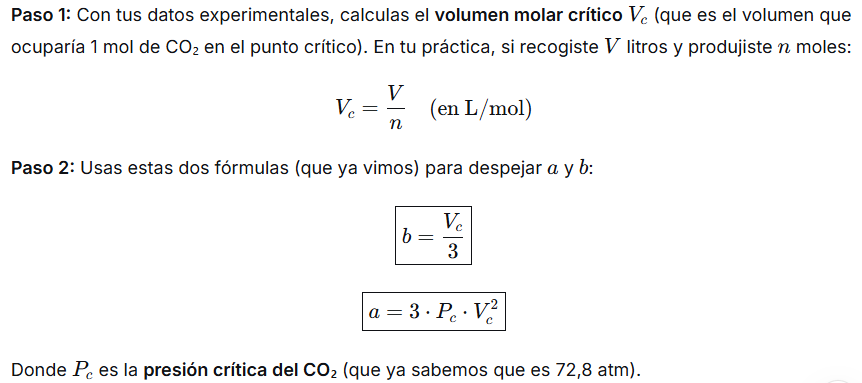 Paso 1: Con tus datos experimentales, calculas el volumen molar crítico V_c (que es el volumen que
ocuparía 1 mol de CO₂ en el punto crítico). En tu práctica, si recogiste V litros y produjiste n moles:
V_c = V/n (en L/mol)
Paso 2: Usas estas dos fórmulas (que ya vimos) para despejar a y b:
b = V_c/3
a = 3 · P_c · V_c²
Donde P_c es la presión crítica del CO₂ (que ya sabemos que es 72,8 atm).